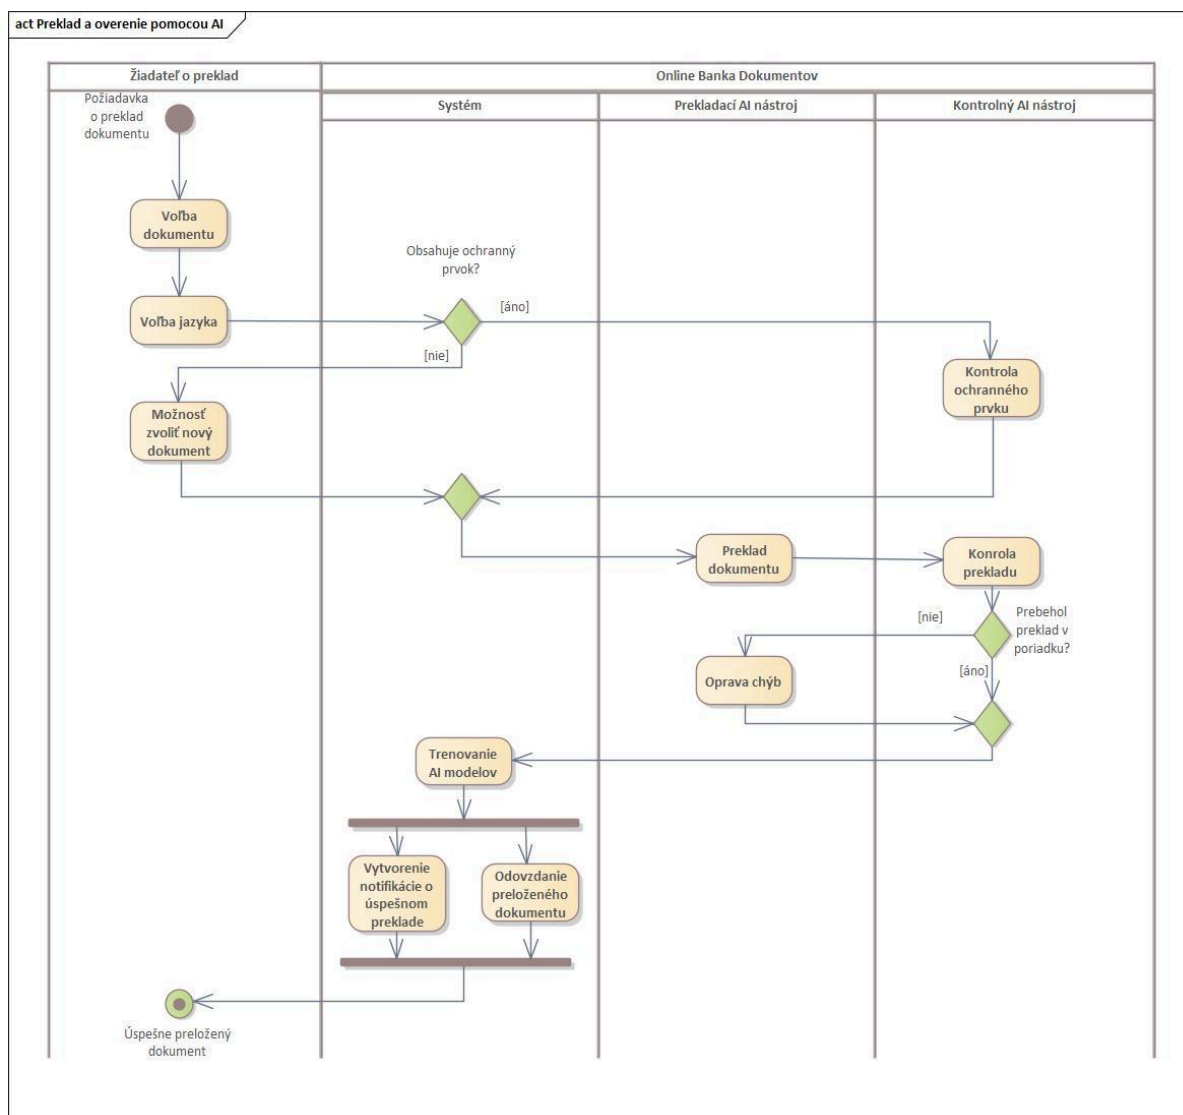 act Preklad a overenie pomocou AI
Žiadateľ o preklad
Online Banka Dokumentov
Systém
Prekladací AI nástroj
Kontrolný AI nástroj
Požiadavka
o preklad
dokumentu
Voľba
dokumentu
Obsahuje ochranný
prvok?
Voľba jazyka
[áno]
[nie]
Kontrola
ochranného
prvku
Možnosť
zvoliť nový
dokument
Preklad
dokumentu
Konrola
prekladu
[nie]
Prebehol
preklad v
poriadku?
[áno]
Oprava chýb
Trenovanie
AI modelov
Vytvorenie
notifikácie o
úspešnom
preklade
Odovzdanie
preloženého
dokumentu
Úspešne preložený
dokument